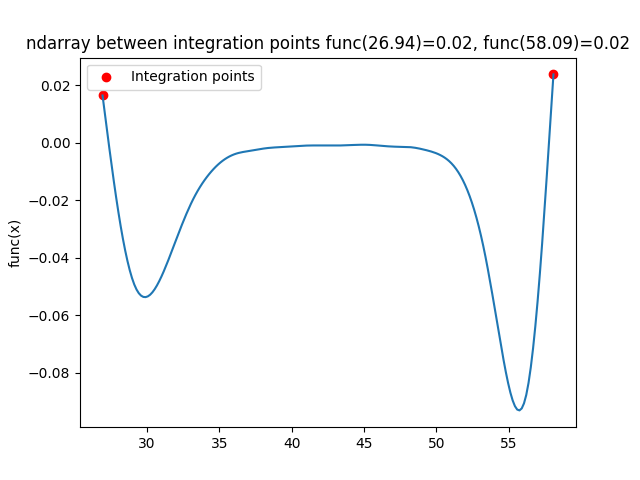 ndarray between integration points func(26.94)=0.02, func(58.09)=0.02
Integration points
func(x)
0.02
0.00
−0.02
−0.04
−0.06
−0.08
30 35 40 45 50 55